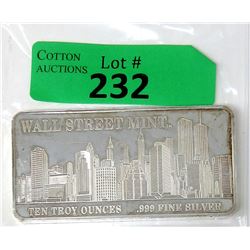 COTTON
AUCTIONS
Lot #
232
WALL STREET MINT.
TEN TROY OUNCES .999 FINE SILVER